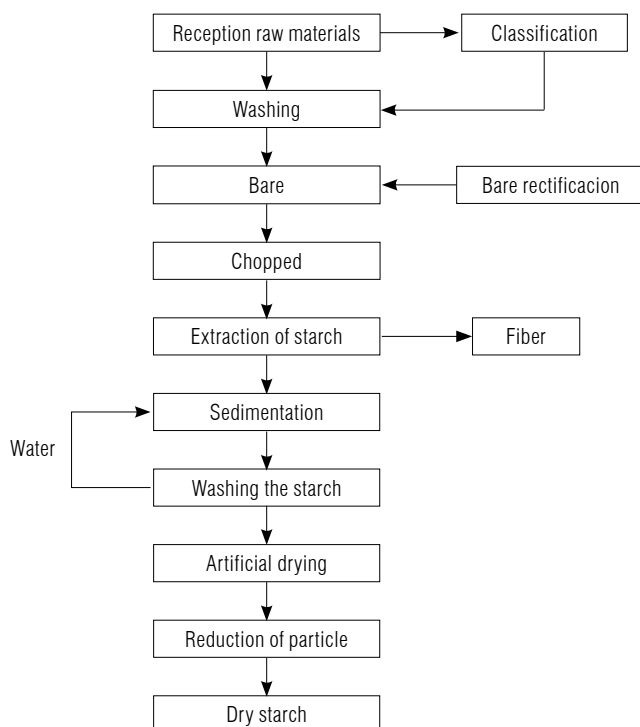 Reception raw materials
Classification
Washing
Bare
Bare rectificacion
Chopped
Extraction of starch
Fiber
Sedimentation
Water
Washing the starch
Artificial drying
Reduction of particle
Dry starch